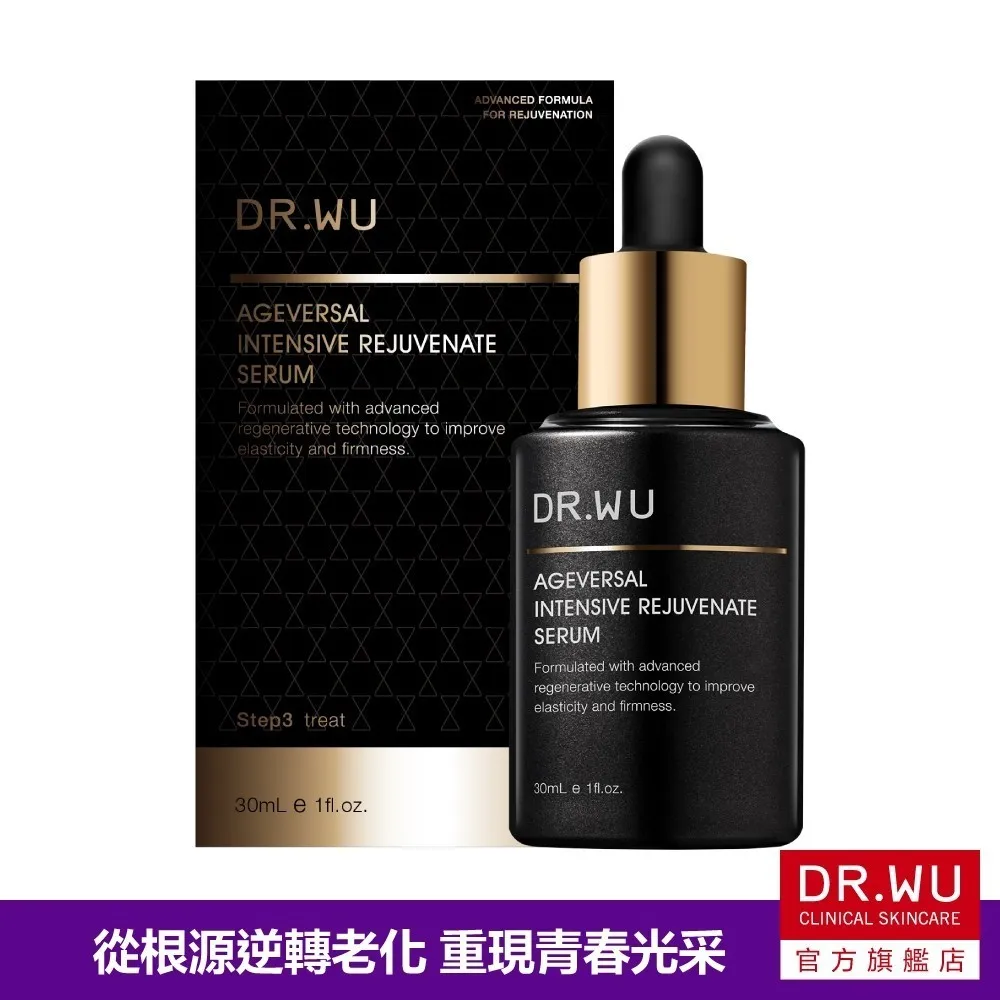 ADVANCED FORMULA
FOR REJUVENATION
DR.WU
AGEVERSAL
INTENSIVE REJUVENATE
SERUM
Formulated with advanced
regenerative technology to improve
elasticity and firmness.
Step3 treat
30mL e 1fl.oz.
DR.WU
AGEVERSAL
INTENSIVE REJUVENATE
SERUM
Formulated with advanced
regenerative technology to improve
elasticity and firmness.
30mL e 1fl.oz.
DR.WU
CLINICAL SKINCARE
官方旗艦店
從根源逆轉老化 重現青春光采